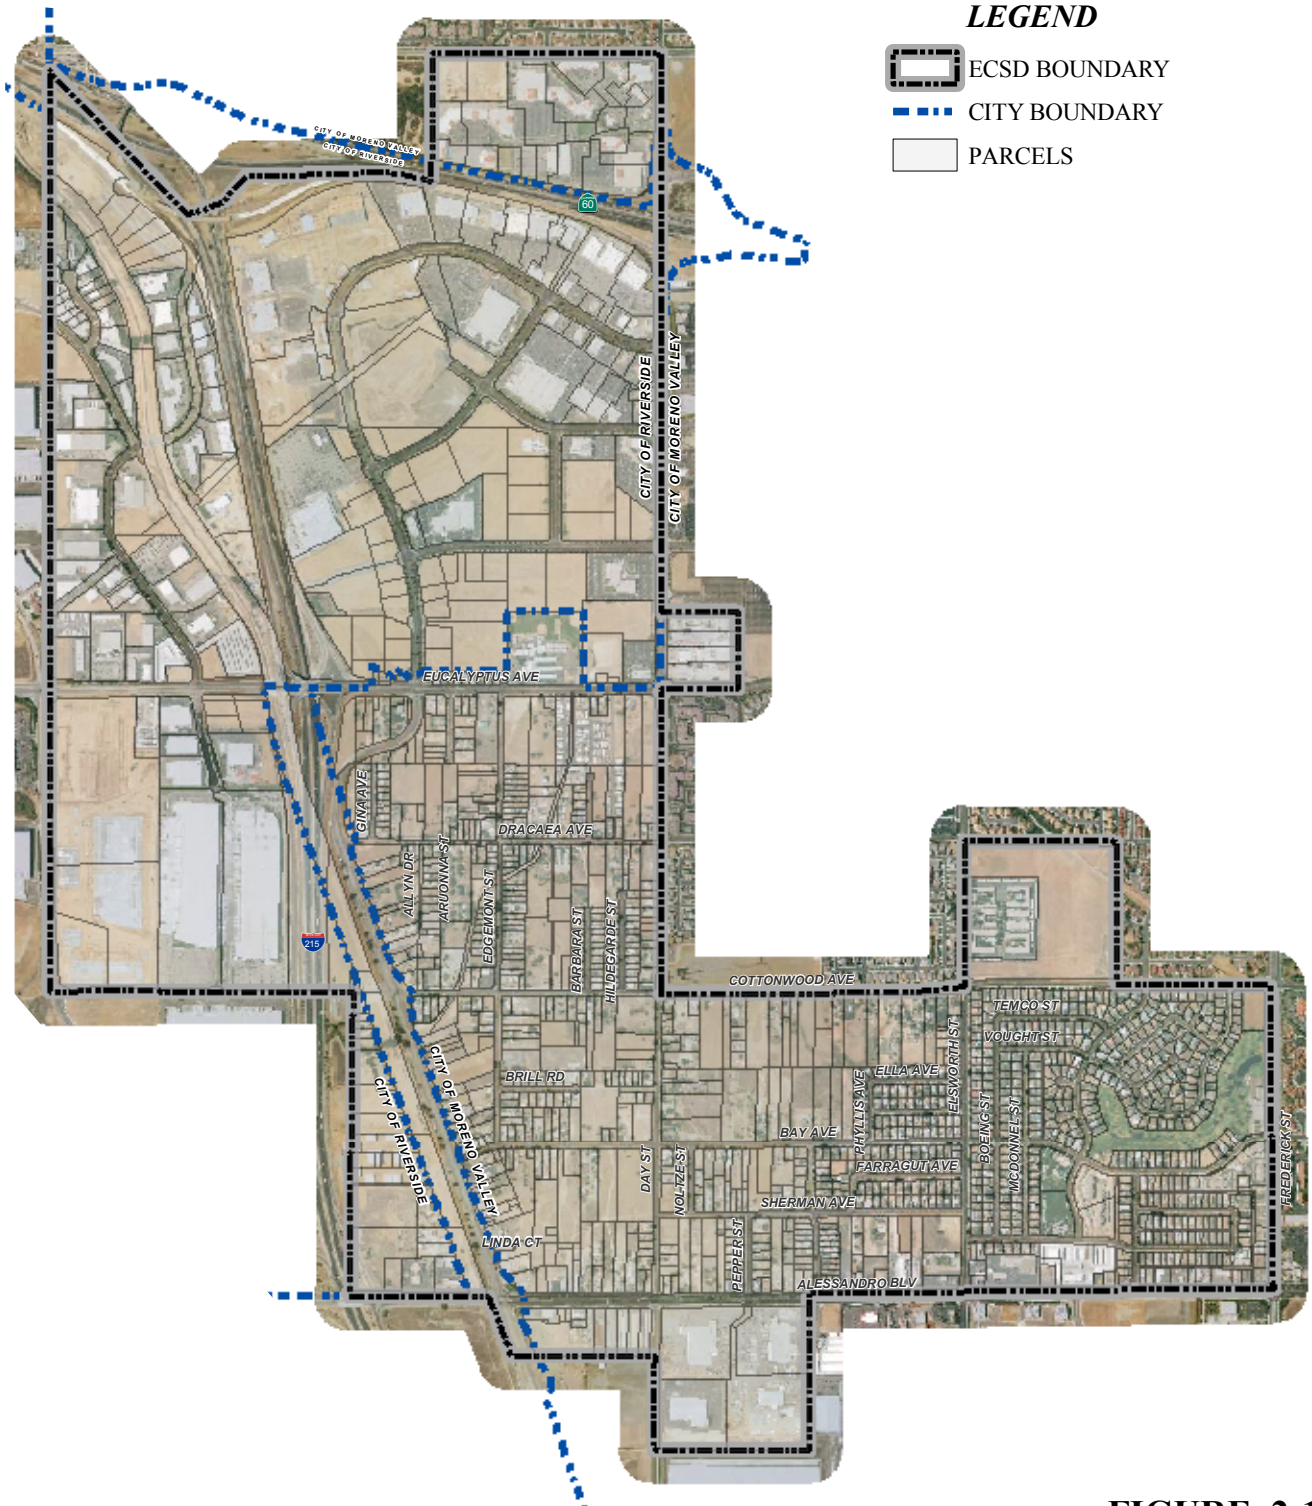 LEGEND
ECSD BOUNDARY
CITY BOUNDARY
PARCELS
CITY OF MORENO VALLEY
CITY OF RIVERSIDE
60
CITY OF RIVERSIDE
CITY OF MORENO VALLEY
EUCALYPTUS AVE
GINA AVE
DRACAEA AVE
ALLYN DR
ARUONNA ST
EDGEMONT ST
BARBARA ST
HILDEGARDE ST
215
COTTONWOOD AVE
TEMCO ST
VOUGHT ST
ELSWORTH ST
CITY OF MORENO VALLEY
CITY OF RIVERSIDE
BRILL RD
ELLA AVE
PHYLLIS AVE
BOEING ST
MCDONNEL ST
BAY AVE
FREDERICK ST
DAY ST
NOLTZE ST
FARRAGUT AVE
SHERMAN AVE
PEPPER ST
LINDA CT
ALESSANDRO BLV